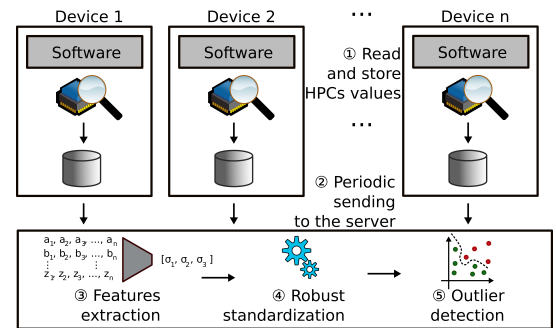 Device 1
Device 2
...
Device n
Software
Software
Software
① Read
and store
HPCs values
...
② Periodic
sending
to the server
a1, a2, a3, ..., an
b1, b2, b3, ..., bn
⋮ ⋮
z1, z2, z3, ..., zn
[σ1, σ2, σ3 ]
③ Features
extraction
④ Robust
standardization
⑤ Outlier
detection